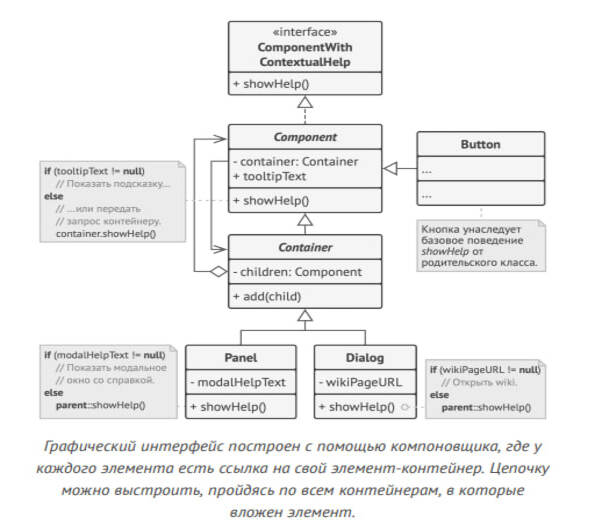 «interface»
ComponentWith
ContextualHelp
+ showHelp()
Component
- container: Container
+ tooltipText
+ showHelp()
Button
...
...
if (tooltipText != null)
// Показать подсказку...
else
// ...или передать
// запрос контейнеру.
container.showHelp()
Кнопка унаследует
базовое поведение
showHelp от
родительского класса.
Container
- children: Component
+ add(child)
if (modalHelpText != null)
// Показать модальное
// окно со справкой.
else
parent::showHelp()
Panel
- modalHelpText
+ showHelp()
Dialog
- wikiPageURL
+ showHelp()
if (wikiPageURL != null)
// Открыть wiki.
else
parent::showHelp()
Графический интерфейс построен с помощью компоновщика, где у
каждого элемента есть ссылка на свой элемент-контейнер. Цепочку
можно выстроить, пройдясь по всем контейнерам, в которые
вложен элемент.